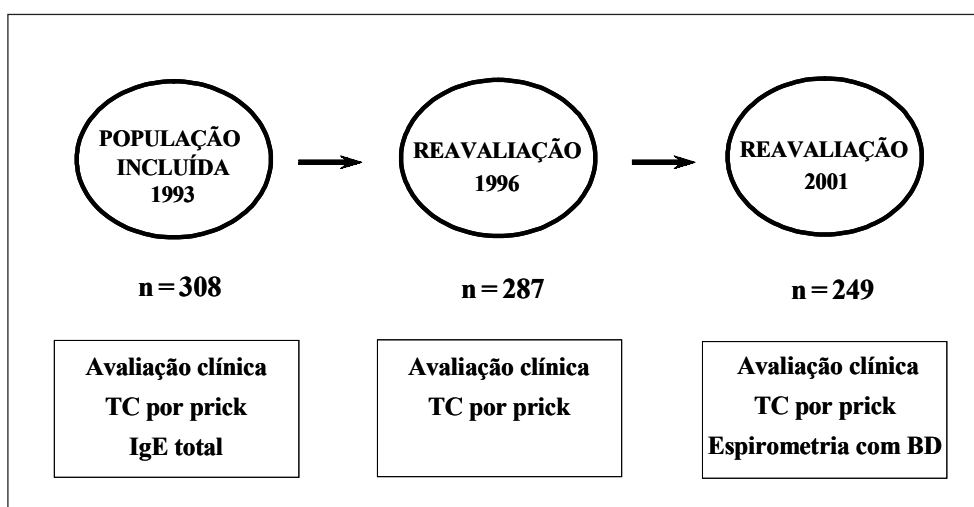 POPULAÇÃO
INCLUÍDA
1993
REAVALIAÇÃO
1996
REAVALIAÇÃO
2001
n = 308
n = 287
n = 249
Avaliação clínica
TC por prick
IgE total
Avaliação clínica
TC por prick
Avaliação clínica
TC por prick
Espirometria com BD